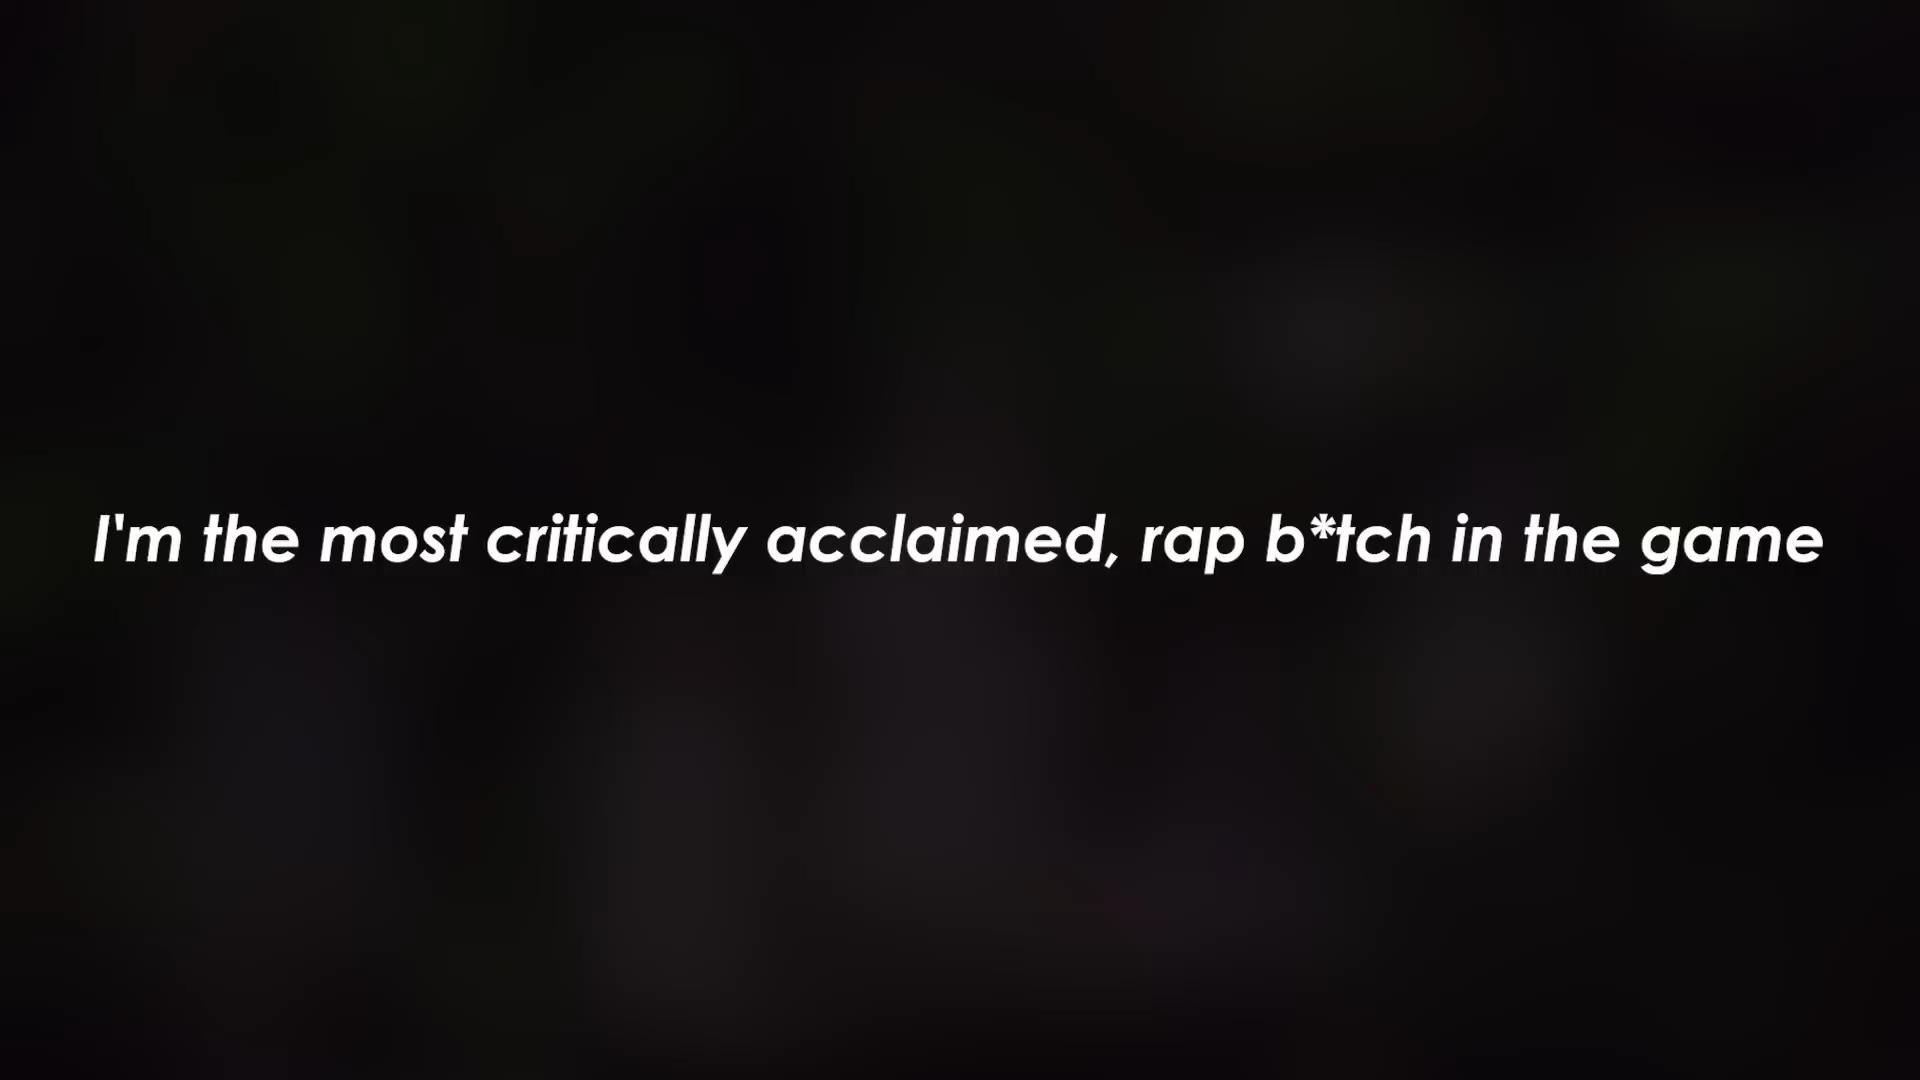 I'm the most critically acclaimed, rap b*tch in the game